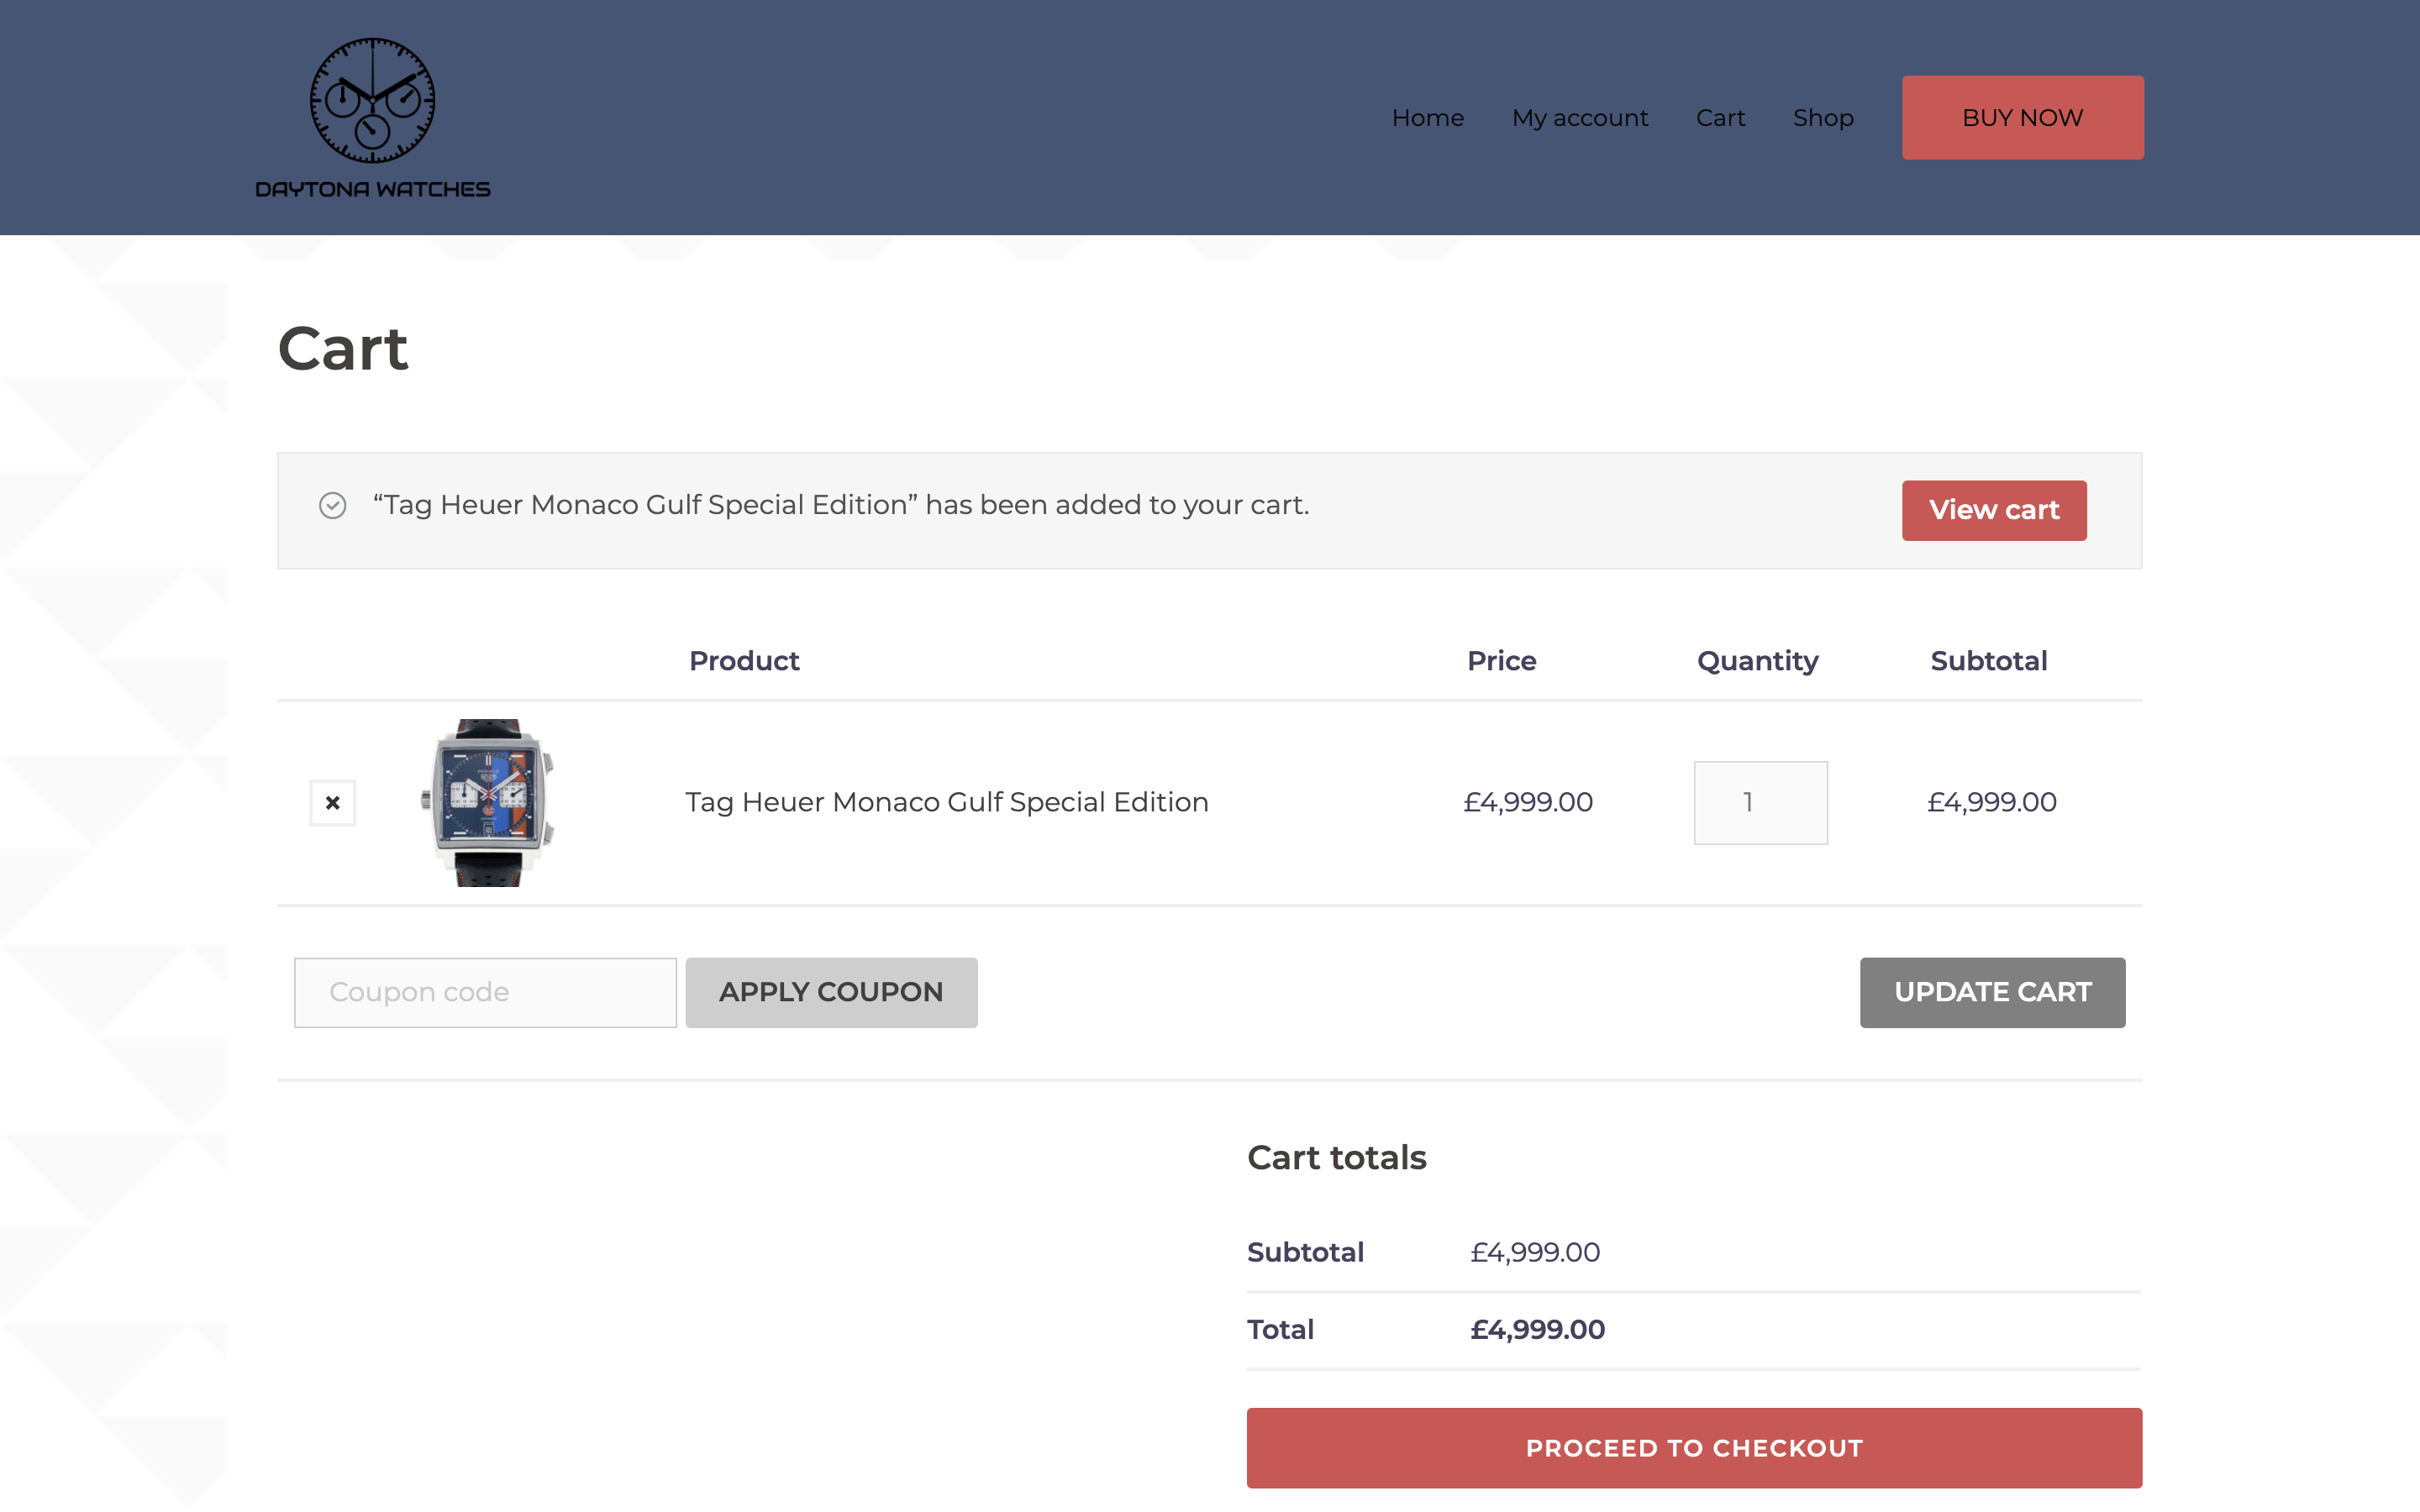 DAYTONA WATCHES
Home My account Cart Shop BUY NOW
Cart
“Tag Heuer Monaco Gulf Special Edition” has been added to your cart. View cart
Product Price Quantity Subtotal
× Tag Heuer Monaco Gulf Special Edition £4,999.00 1 £4,999.00
Coupon code APPLY COUPON UPDATE CART
Cart totals
Subtotal £4,999.00
Total £4,999.00
PROCEED TO CHECKOUT